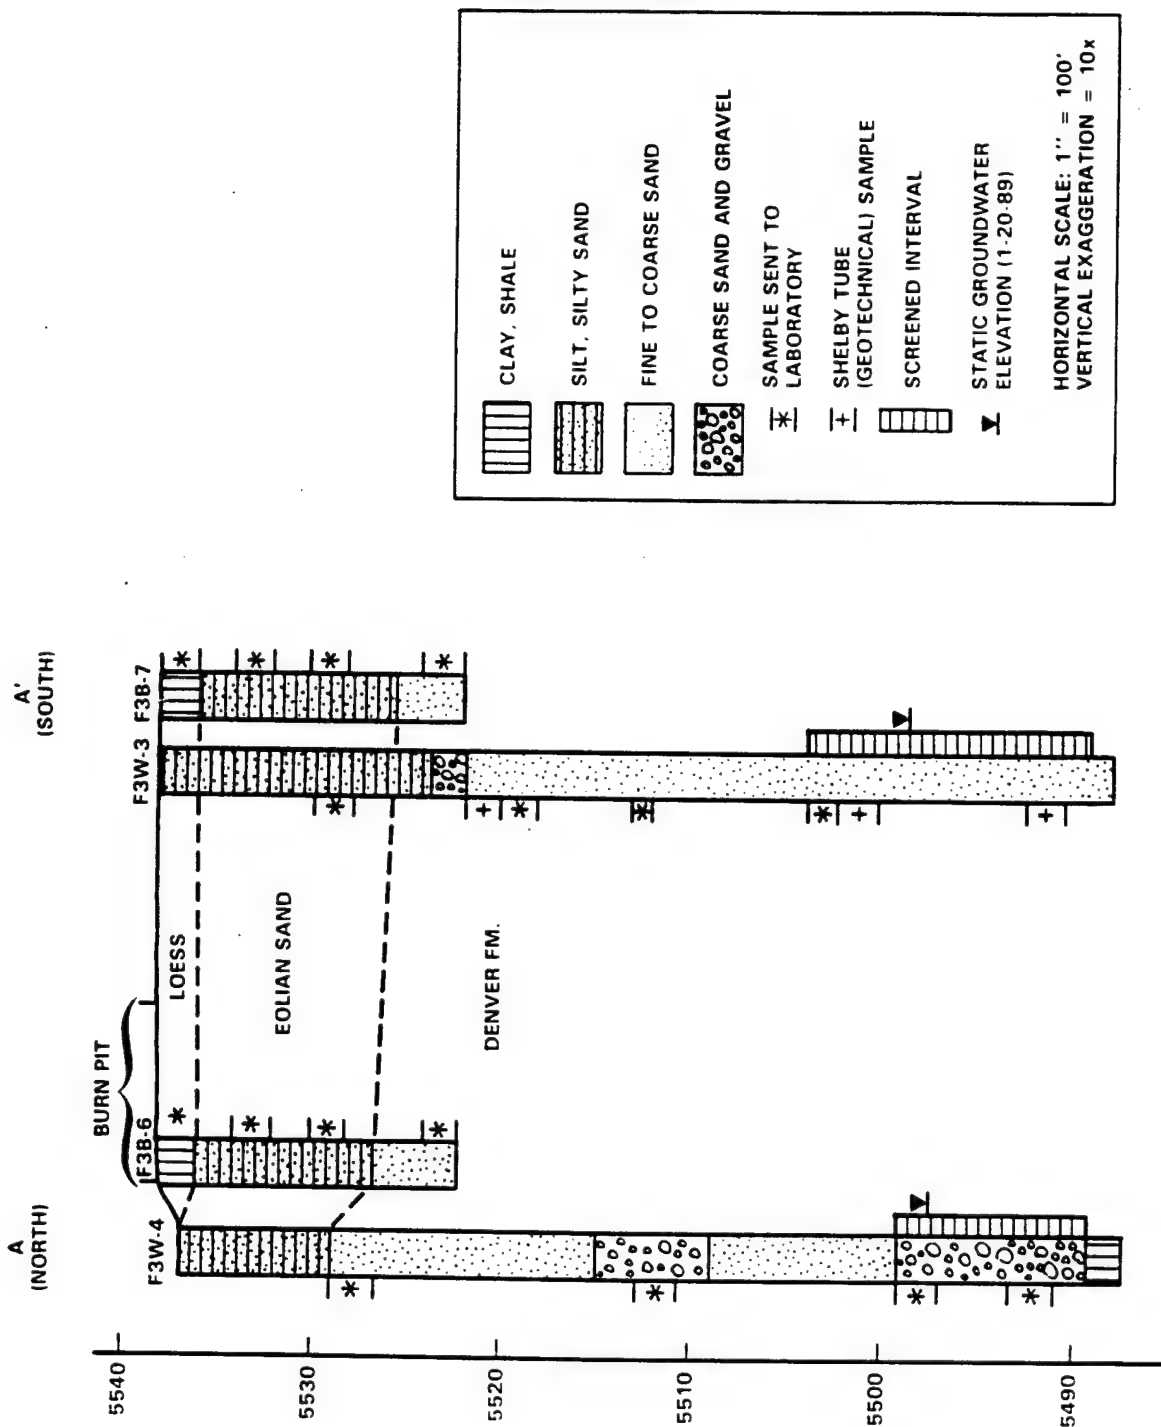 A
(NORTH)
A'
(SOUTH)
BURN PIT
F3W-4
F3B-6
F3W-3
F3B-7
LOESS
EOLIAN SAND
DENVER FM.
5540
5530
5520
5510
5500
5490
CLAY, SHALE
SILT, SILTY SAND
FINE TO COARSE SAND
COARSE SAND AND GRAVEL
SAMPLE SENT TO
LABORATORY
SHELBY TUBE
(GEOTECHNICAL) SAMPLE
SCREENED INTERVAL
STATIC GROUNDWATER
ELEVATION (1-20-89)
HORIZONTAL SCALE: 1'' = 100'
VERTICAL EXAGGERATION = 10x